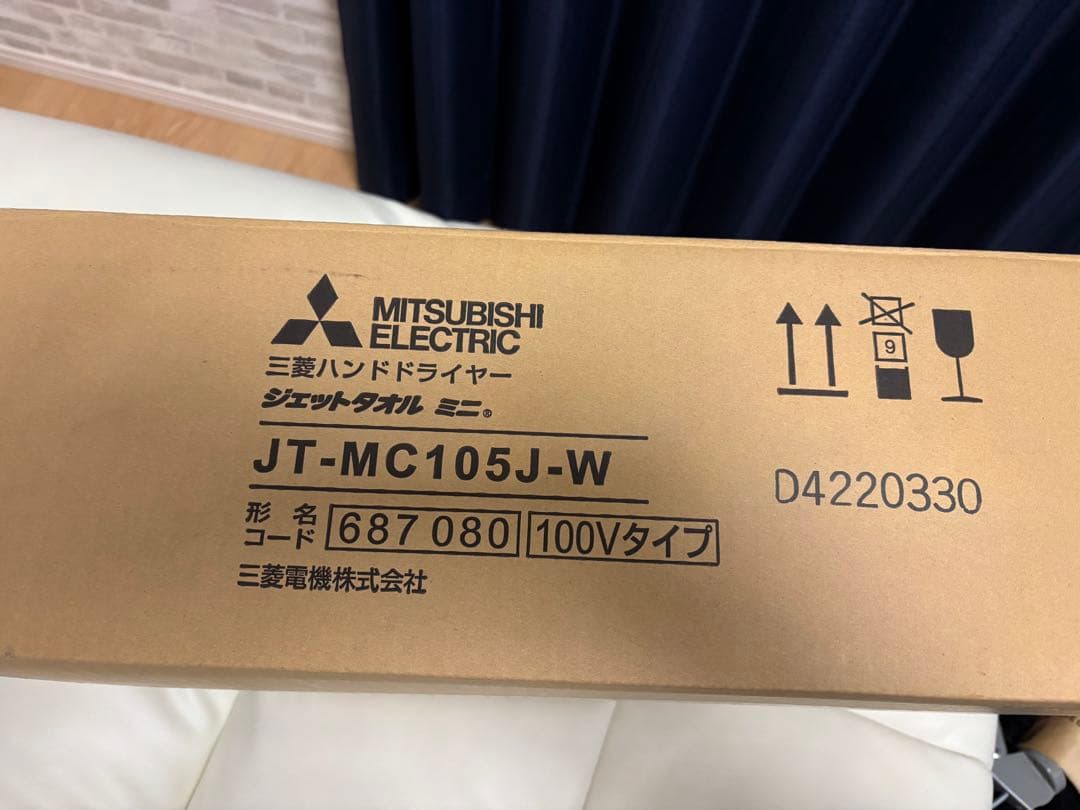 MITSUBISHI
ELECTRIC
三菱ハンドドライヤー
ジェットタオル ミニ®
JT-MC105J-W
形名
コード
687 080
100Vタイプ
三菱電機株式会社
9
D4220330